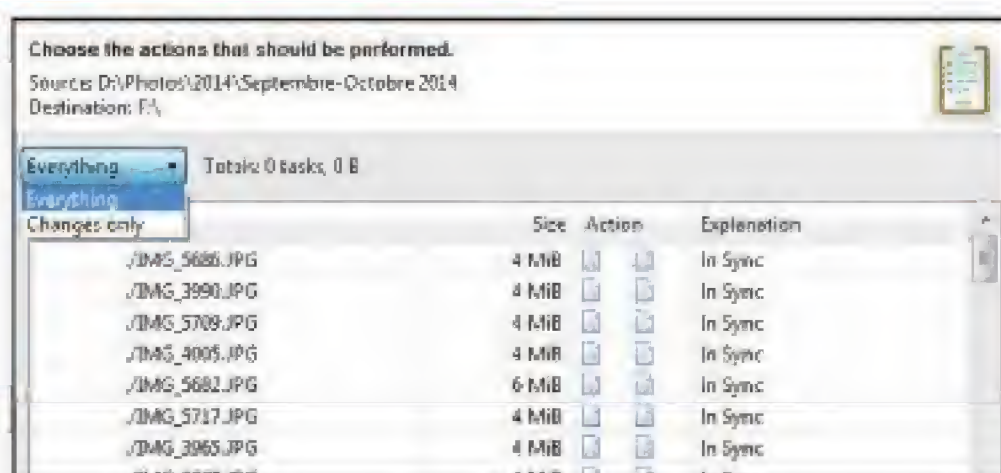 Choose the actions that should be performed.
Source: D:\Photos\2014\Septembre-Octobre 2014
Destination: F:\
Everything Totals: 0 tasks, 0 B
Everything
Changes only
Size Action Explanation
./IMG_5686.JPG 4 MiB In Sync
./IMG_3990.JPG 4 MiB In Sync
./IMG_5709.JPG 4 MiB In Sync
./IMG_4005.JPG 4 MiB In Sync
./IMG_5682.JPG 6 MiB In Sync
./IMG_5717.JPG 4 MiB In Sync
./IMG_3965.JPG 4 MiB In Sync